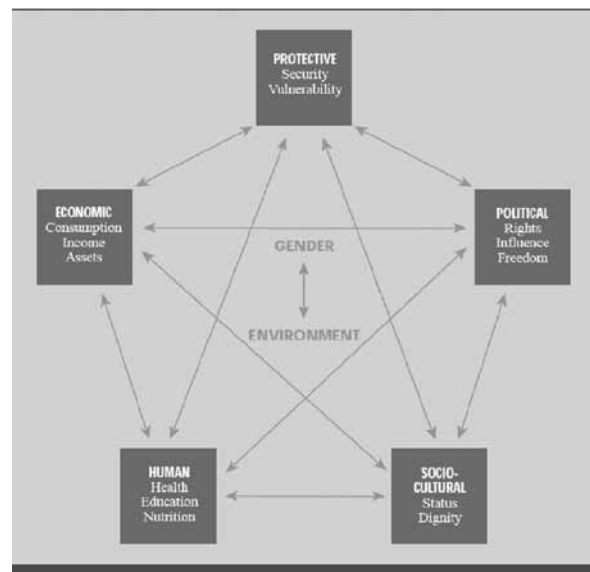 PROTECTIVE
Security
Vulnerability
ECONOMIC
Consumption
Income
Assets
POLITICAL
Rights
Influence
Freedom
GENDER
ENVIRONMENT
HUMAN
Health
Education
Nutrition
SOCIO-
CULTURAL
Status
Dignity